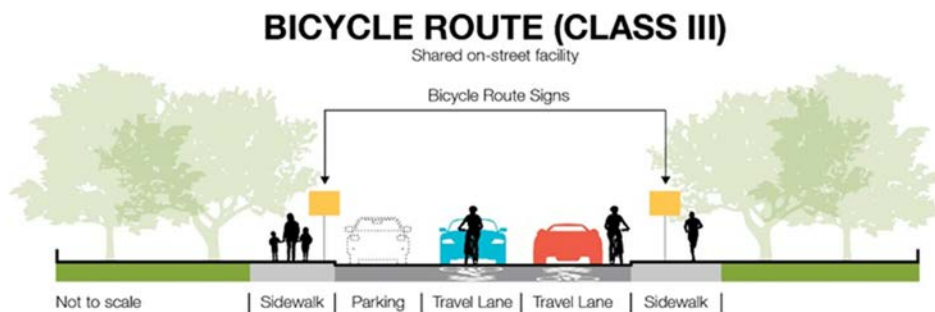 BICYCLE ROUTE (CLASS III)
Shared on-street facility
Bicycle Route Signs
Not to scale
Sidewalk
Parking
Travel Lane
Travel Lane
Sidewalk